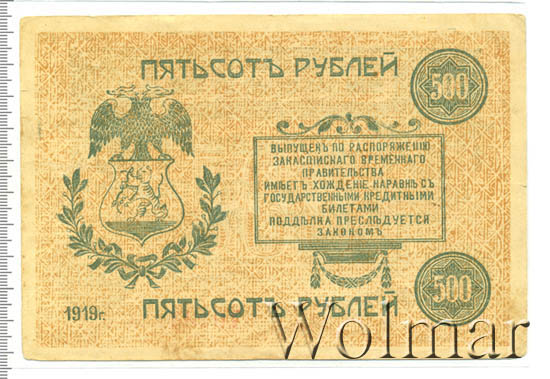 ПЯТЬСОТЪ РУБЛЕЙ
500
ВЫПУЩЕНЪ ПО РАСПОРЯЖЕНІЮ
ЗАКАСПІЙСКАГО ВРЕМЕННАГО
ПРАВИТЕЛЬСТВА
ИМѢЕТЪ ХОЖДЕНІЕ НАРАВНѢ СЪ
ГОСУДАРСТВЕННЫМИ КРЕДИТНЫМИ
БИЛЕТАМИ
ПОДДѢЛКА ПРЕСЛѢДУЕТСЯ
ЗАКОНОМЪ
1919г.
ПЯТЬСОТЪ РУБЛЕЙ
500
Wolmar